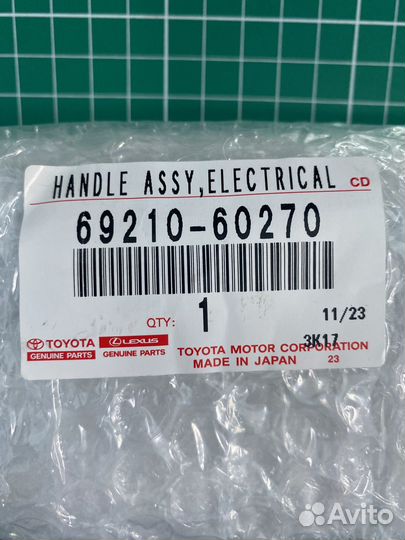 HANDLE ASSY,ELECTRICAL CD
69210-60270
QTY: 1 11/23
TOYOTA LEXUS 3K17
GENUINE PARTS GENUINE PARTS TOYOTA MOTOR CORPORATION
MADE IN JAPAN 23
Avito